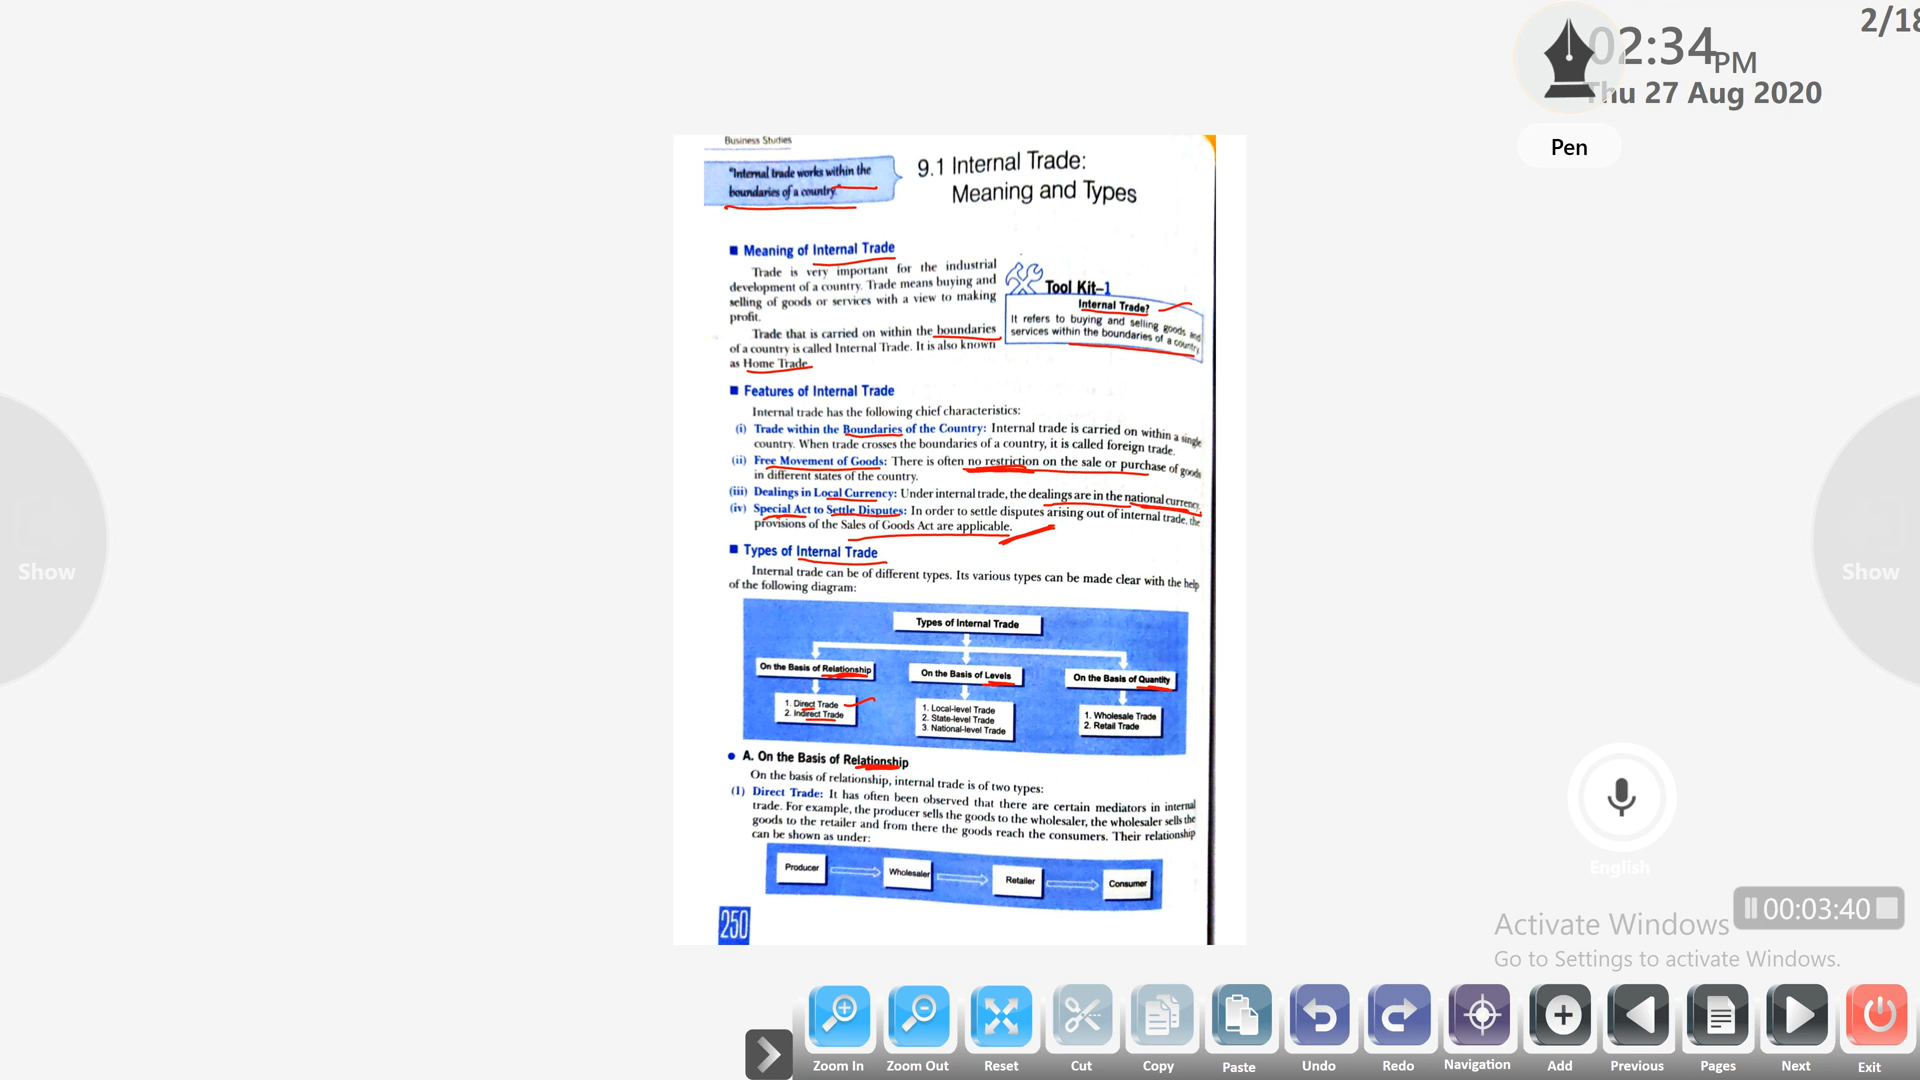 2/18
02:34 PM
Thu 27 Aug 2020
Pen
Business Studies
"Internal trade works within the
boundaries of a country."
9.1 Internal Trade:
Meaning and Types
Meaning of Internal Trade
Trade is very important for the industrial
development of a country. Trade means buying and
selling of goods or services with a view to making
profit.
Trade that is carried on within the boundaries
of a country is called Internal Trade. It is also known
as Home Trade.
Tool Kit–1
Internal Trade?
It refers to buying and selling goods and
services within the boundaries of a country
Features of Internal Trade
Internal trade has the following chief characteristics:
(i) Trade within the Boundaries of the Country: Internal trade is carried on within a single
country. When trade crosses the boundaries of a country, it is called foreign trade.
(ii) Free Movement of Goods: There is often no restriction on the sale or purchase of goods
in different states of the country.
(iii) Dealings in Local Currency: Under internal trade, the dealings are in the national currency.
(iv) Special Act to Settle Disputes: In order to settle disputes arising out of internal trade, the
provisions of the Sales of Goods Act are applicable.
Types of Internal Trade
Internal trade can be of different types. Its various types can be made clear with the help
of the following diagram:
Types of Internal Trade
On the Basis of Relationship
On the Basis of Levels
On the Basis of Quantity
1. Direct Trade
2. Indirect Trade
1. Local-level Trade
2. State-level Trade
3. National-level Trade
1. Wholesale Trade
2. Retail Trade
A. On the Basis of Relationship
On the basis of relationship, internal trade is of two types:
(1) Direct Trade: It has often been observed that there are certain mediators in internal
trade. For example, the producer sells the goods to the wholesaler, the wholesaler sells the
goods to the retailer and from there the goods reach the consumers. Their relationship
can be shown as under:
Producer
Wholesaler
Retailer
Consumer
250
Show
Show
English
00:03:40
Activate Windows
Go to Settings to activate Windows.
Zoom In
Zoom Out
Reset
Cut
Copy
Paste
Undo
Redo
Navigation
Add
Previous
Pages
Next
Exit